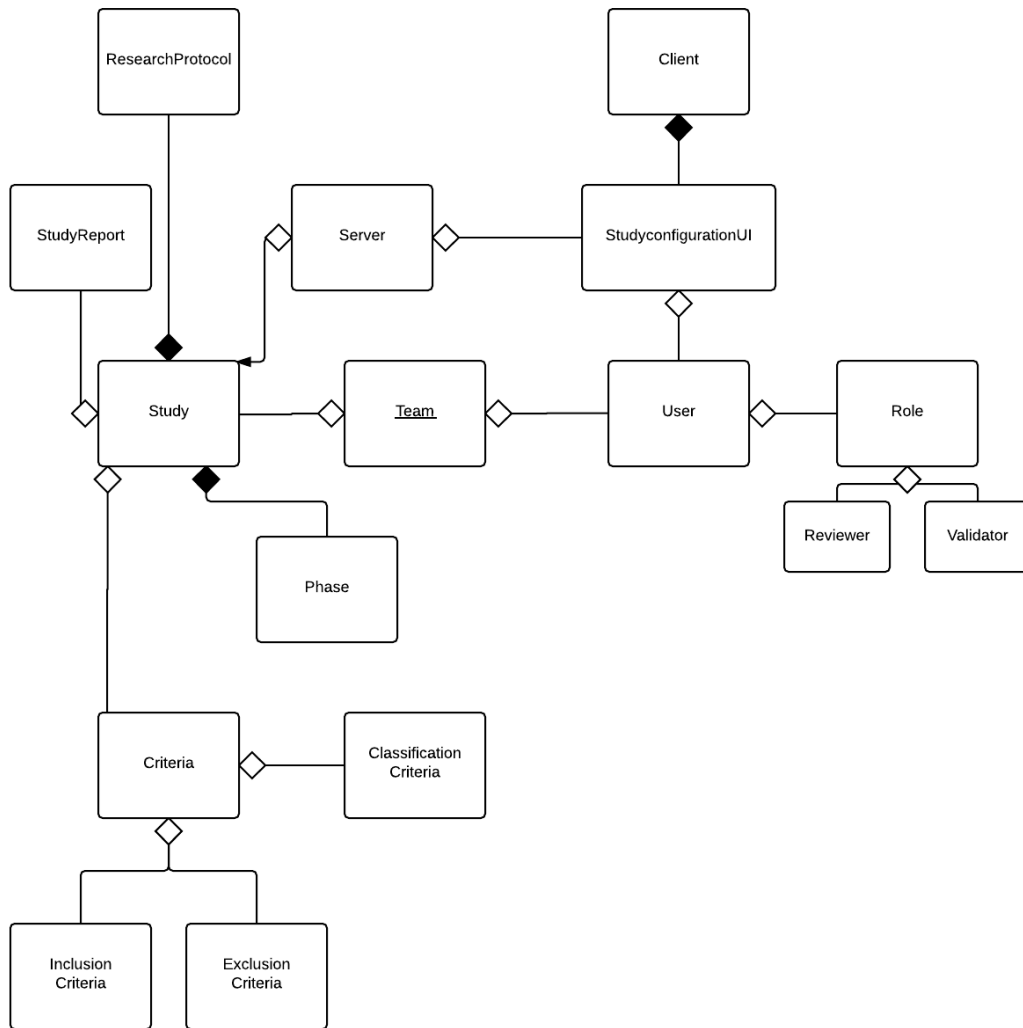 ResearchProtocol
Client
StudyReport
Server
StudyconfigurationUI
Study
Team
User
Role
Reviewer
Validator
Phase
Criteria
Classification
Criteria
Inclusion
Criteria
Exclusion
Criteria